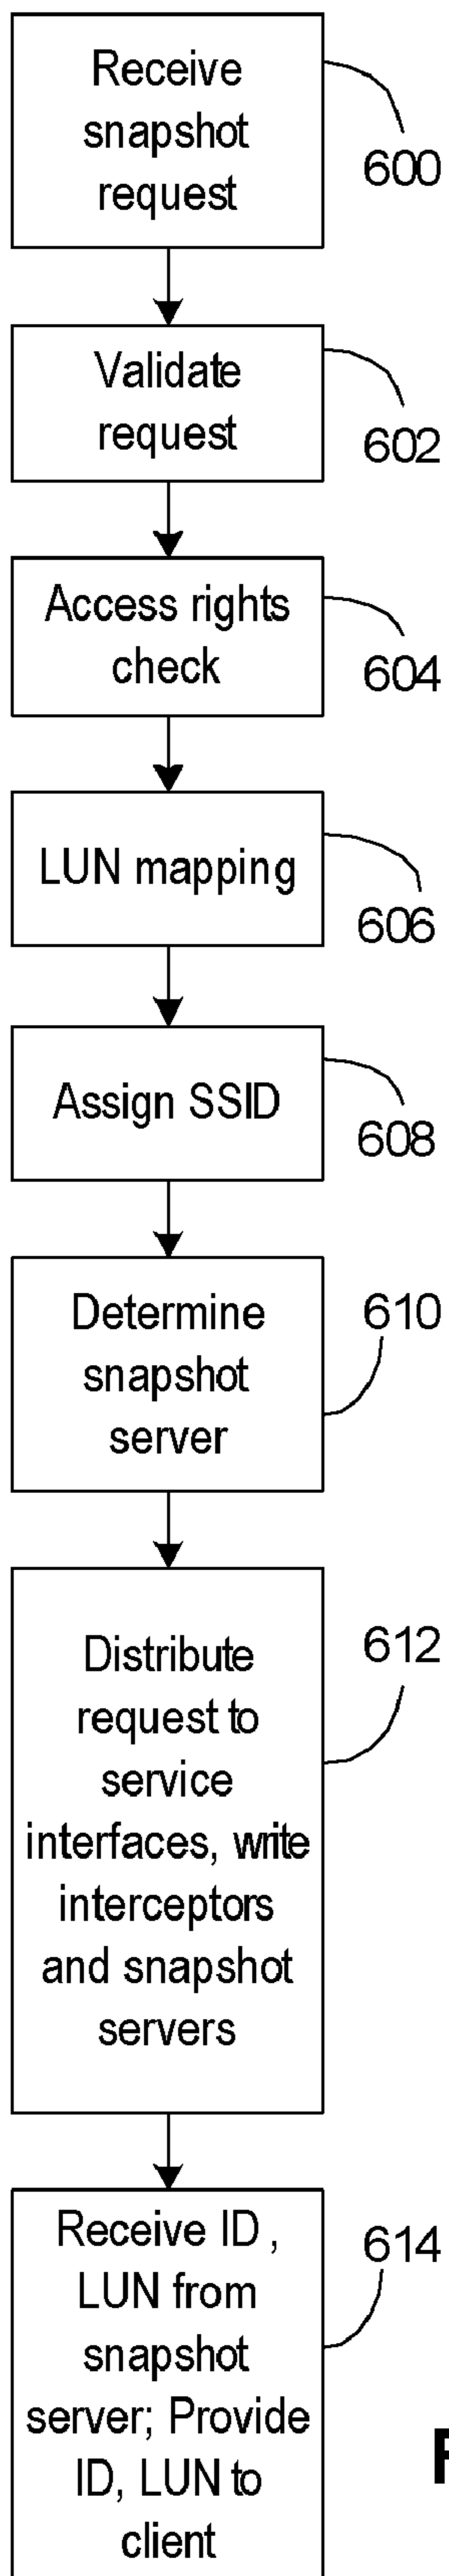 Receive
snapshot
request
600
Validate
request
602
Access rights
check
604
LUN mapping
606
Assign SSID
608
Determine
snapshot
server
610
Distribute
request to
service
interfaces, write
interceptors
and snapshot
servers
612
Receive ID ,
LUN from
snapshot
server; Provide
ID, LUN to
client
614